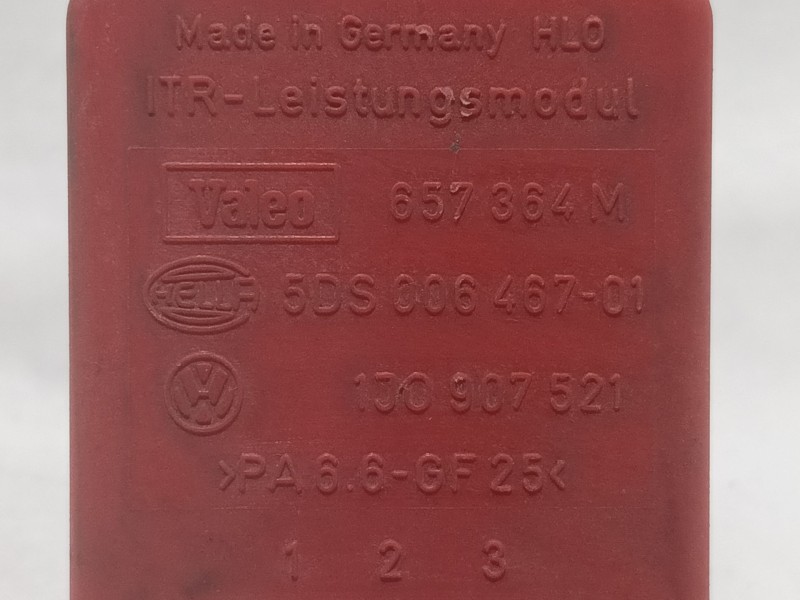 Made in Germany HLO
ITR-Leistungsmodul
Valeo 657 364 M
HELLA 5DS 006 467-01
VW 1J0 907 521
>PA 6.6-GF 25<
1 2 3